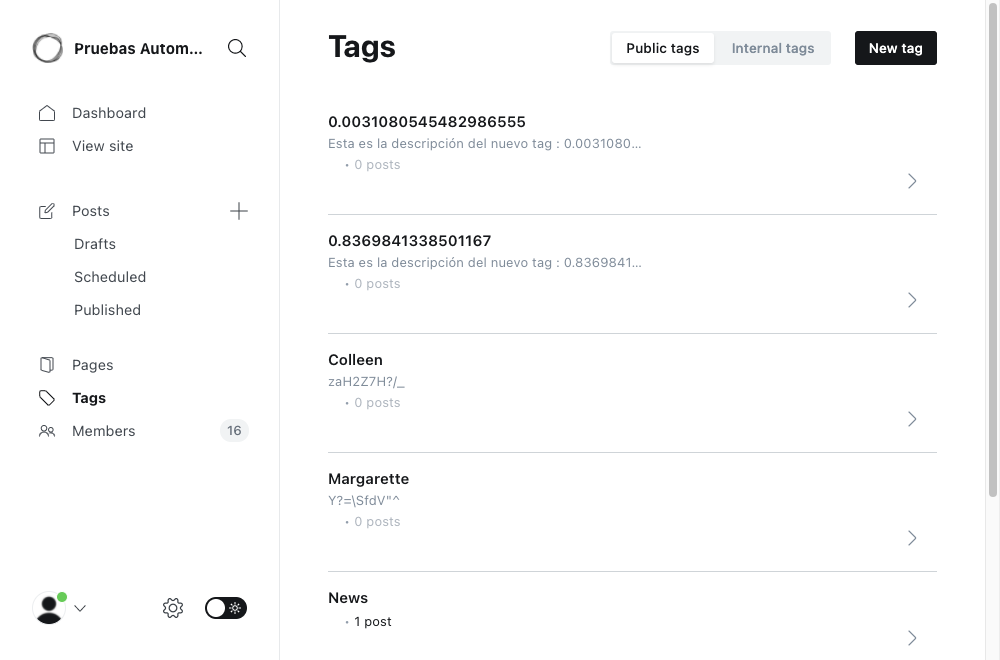 Pruebas Autom...
Dashboard
View site
Posts
Drafts
Scheduled
Published
Pages
Tags
Members
16
Tags
Public tags
Internal tags
New tag
0.0031080545482986555
Esta es la descripción del nuevo tag : 0.0031080...
• 0 posts
0.8369841338501167
Esta es la descripción del nuevo tag : 0.8369841...
• 0 posts
Colleen
zaH2Z7H?/_
• 0 posts
Margarette
Y?=\SfdV"^
• 0 posts
News
• 1 post